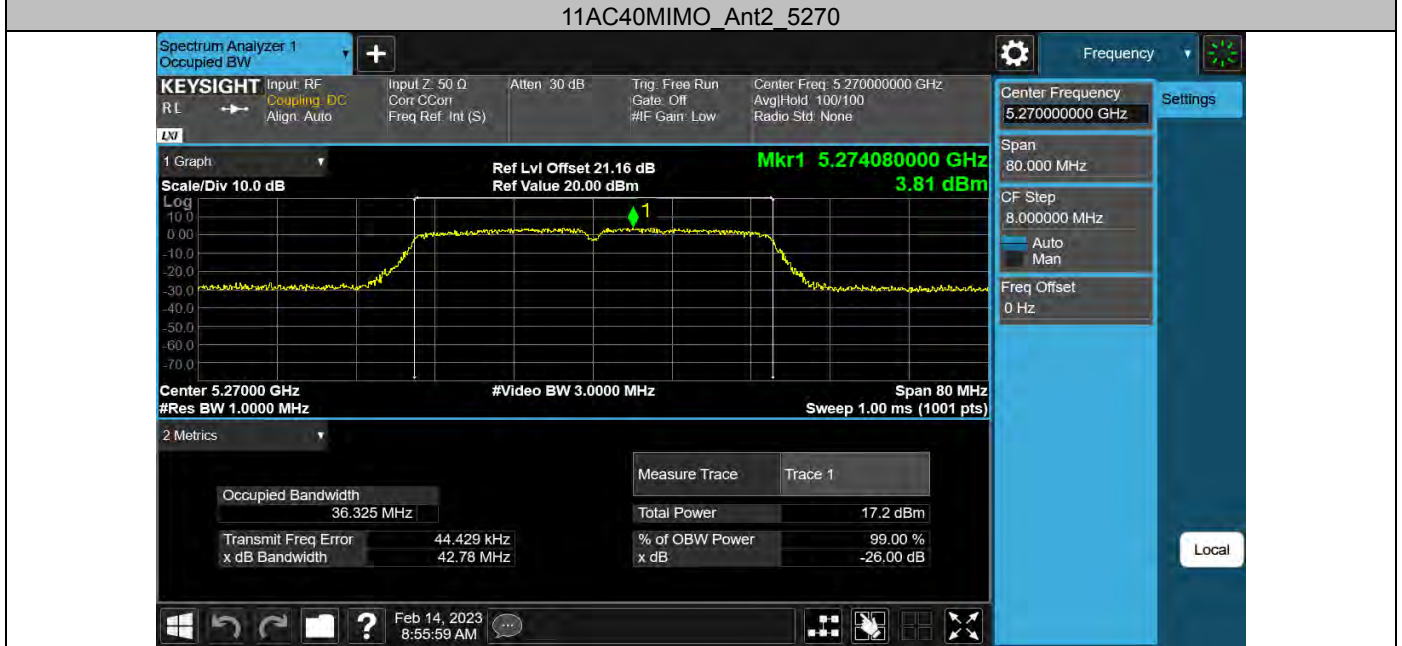 11AC40MIMO_Ant2_5270
Spectrum Analyzer 1
Occupied BW
+
Frequency
KEYSIGHT
R L
LXI
Input: RF
Coupling: DC
Align: Auto
Input Z: 50 Ω
Corr CCorr
Freq Ref: Int (S)
Atten: 30 dB
Trig: Free Run
Gate: Off
#IF Gain: Low
Center Freq: 5.270000000 GHz
Avg|Hold: 100/100
Radio Std: None
Center Frequency
5.270000000 GHz
Settings
Span
80.000 MHz
CF Step
8.000000 MHz
Auto
Man
Freq Offset
0 Hz
Local
1 Graph
Scale/Div 10.0 dB
Ref Lvl Offset 21.16 dB
Ref Value 20.00 dBm
Mkr1 5.274080000 GHz
3.81 dBm
Log
10.0
0.00
-10.0
-20.0
-30.0
-40.0
-50.0
-60.0
-70.0
1
Center 5.27000 GHz
#Res BW 1.0000 MHz
#Video BW 3.0000 MHz
Span 80 MHz
Sweep 1.00 ms (1001 pts)
2 Metrics
Measure Trace Trace 1
Occupied Bandwidth
36.325 MHz
Total Power 17.2 dBm
Transmit Freq Error 44.429 kHz
% of OBW Power 99.00 %
x dB Bandwidth 42.78 MHz
x dB -26.00 dB
?
Feb 14, 2023
8:55:59 AM